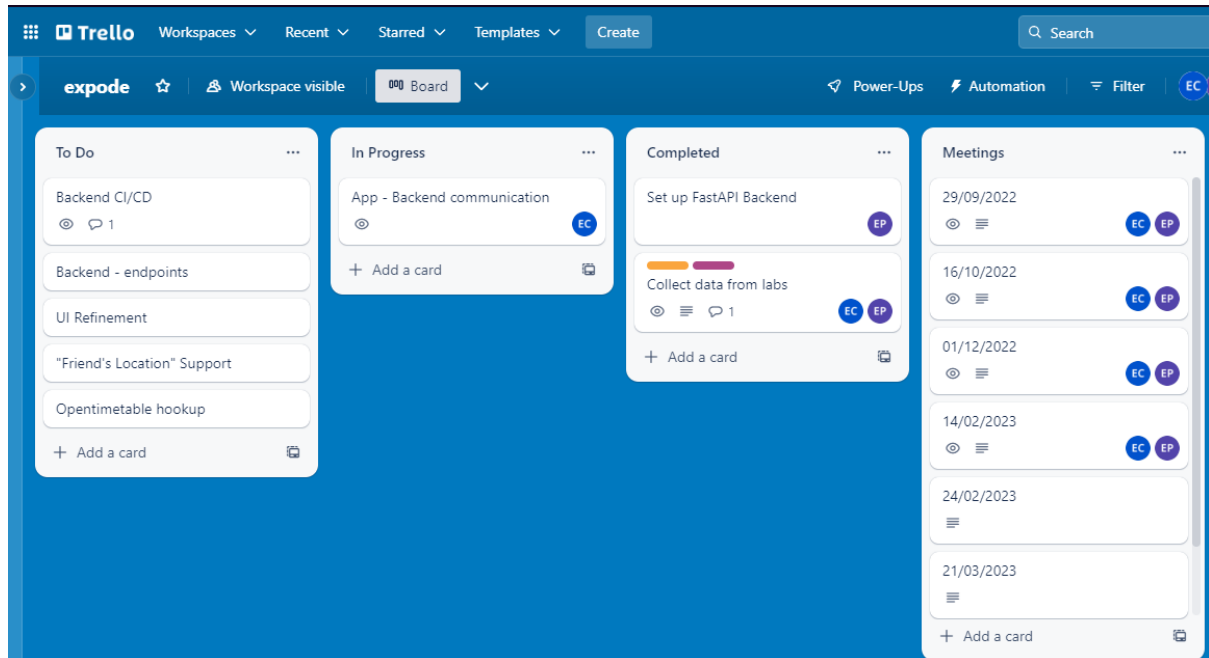 Trello Workspaces Recent Starred Templates Create Search
expode Workspace visible Board Power-Ups Automation Filter EC
To Do
Backend CI/CD
1
Backend - endpoints
UI Refinement
"Friend's Location" Support
Opentimetable hookup
+ Add a card
In Progress
App - Backend communication
EC
+ Add a card
Completed
Set up FastAPI Backend
EP
Collect data from labs
1 EC EP
+ Add a card
Meetings
29/09/2022
EC EP
16/10/2022
EC EP
01/12/2022
EC EP
14/02/2023
EC EP
24/02/2023
21/03/2023
+ Add a card